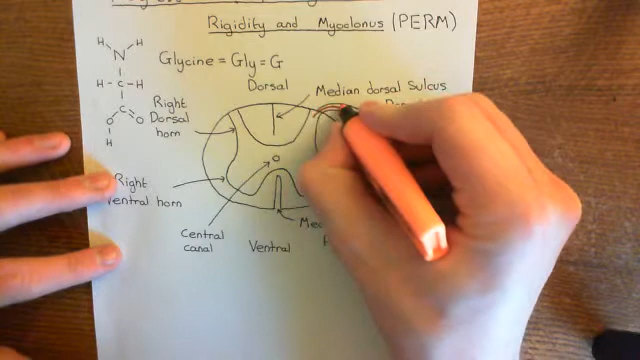 Rigidity and Myoclonus (PERM)
H H
N
Glycine = Gly = G
H-C-H
C
O O
H
Dorsal
Median dorsal Sulcus
Right
Dorsal
horn
Right
Ventral horn
Central
canal
Ventral